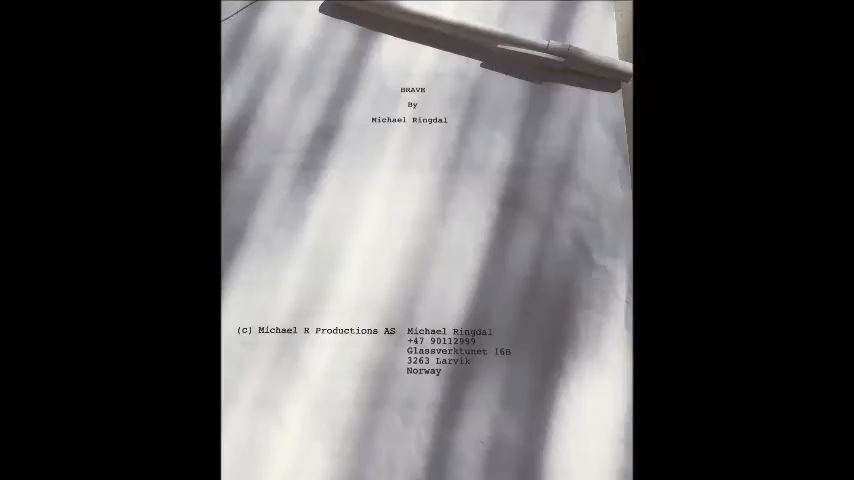 BRAVE
By
Michael Ringdal
(C) Michael R Productions AS Michael Ringdal
+47 90112999
Glassverktunet 16B
3263 Larvik
Norway